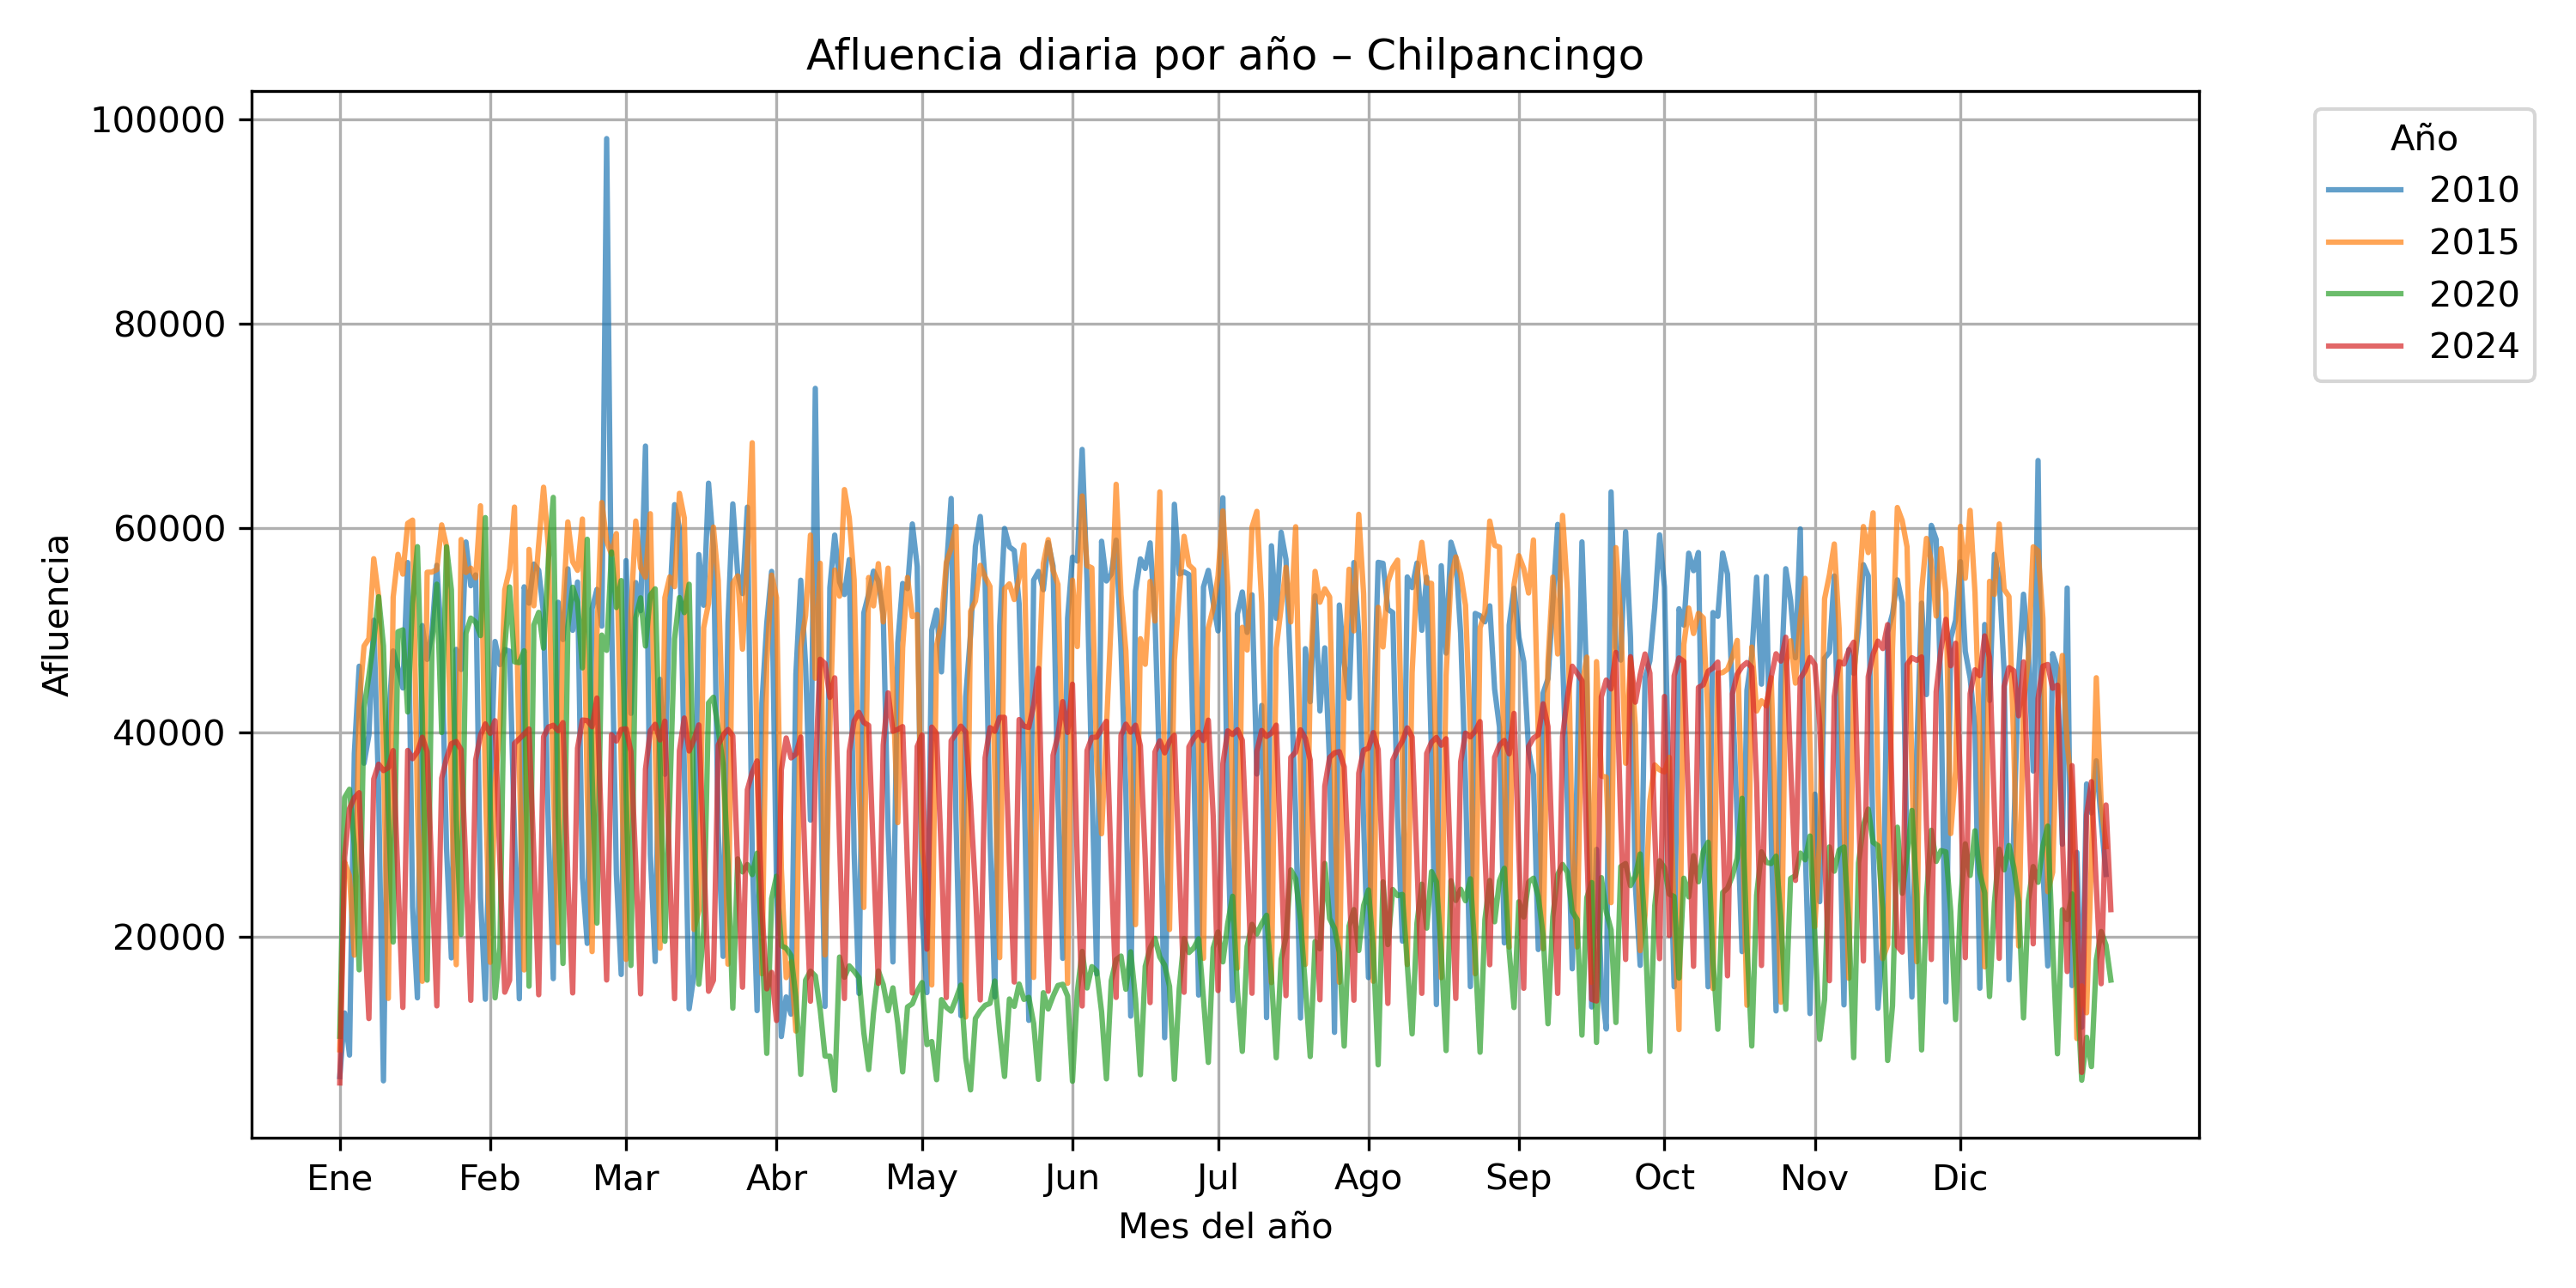 Afluencia diaria por año – Chilpancingo
100000
80000
60000
40000
20000
Afluencia
Ene Feb Mar Abr May Jun Jul Ago Sep Oct Nov Dic
Mes del año
Año
2010
2015
2020
2024